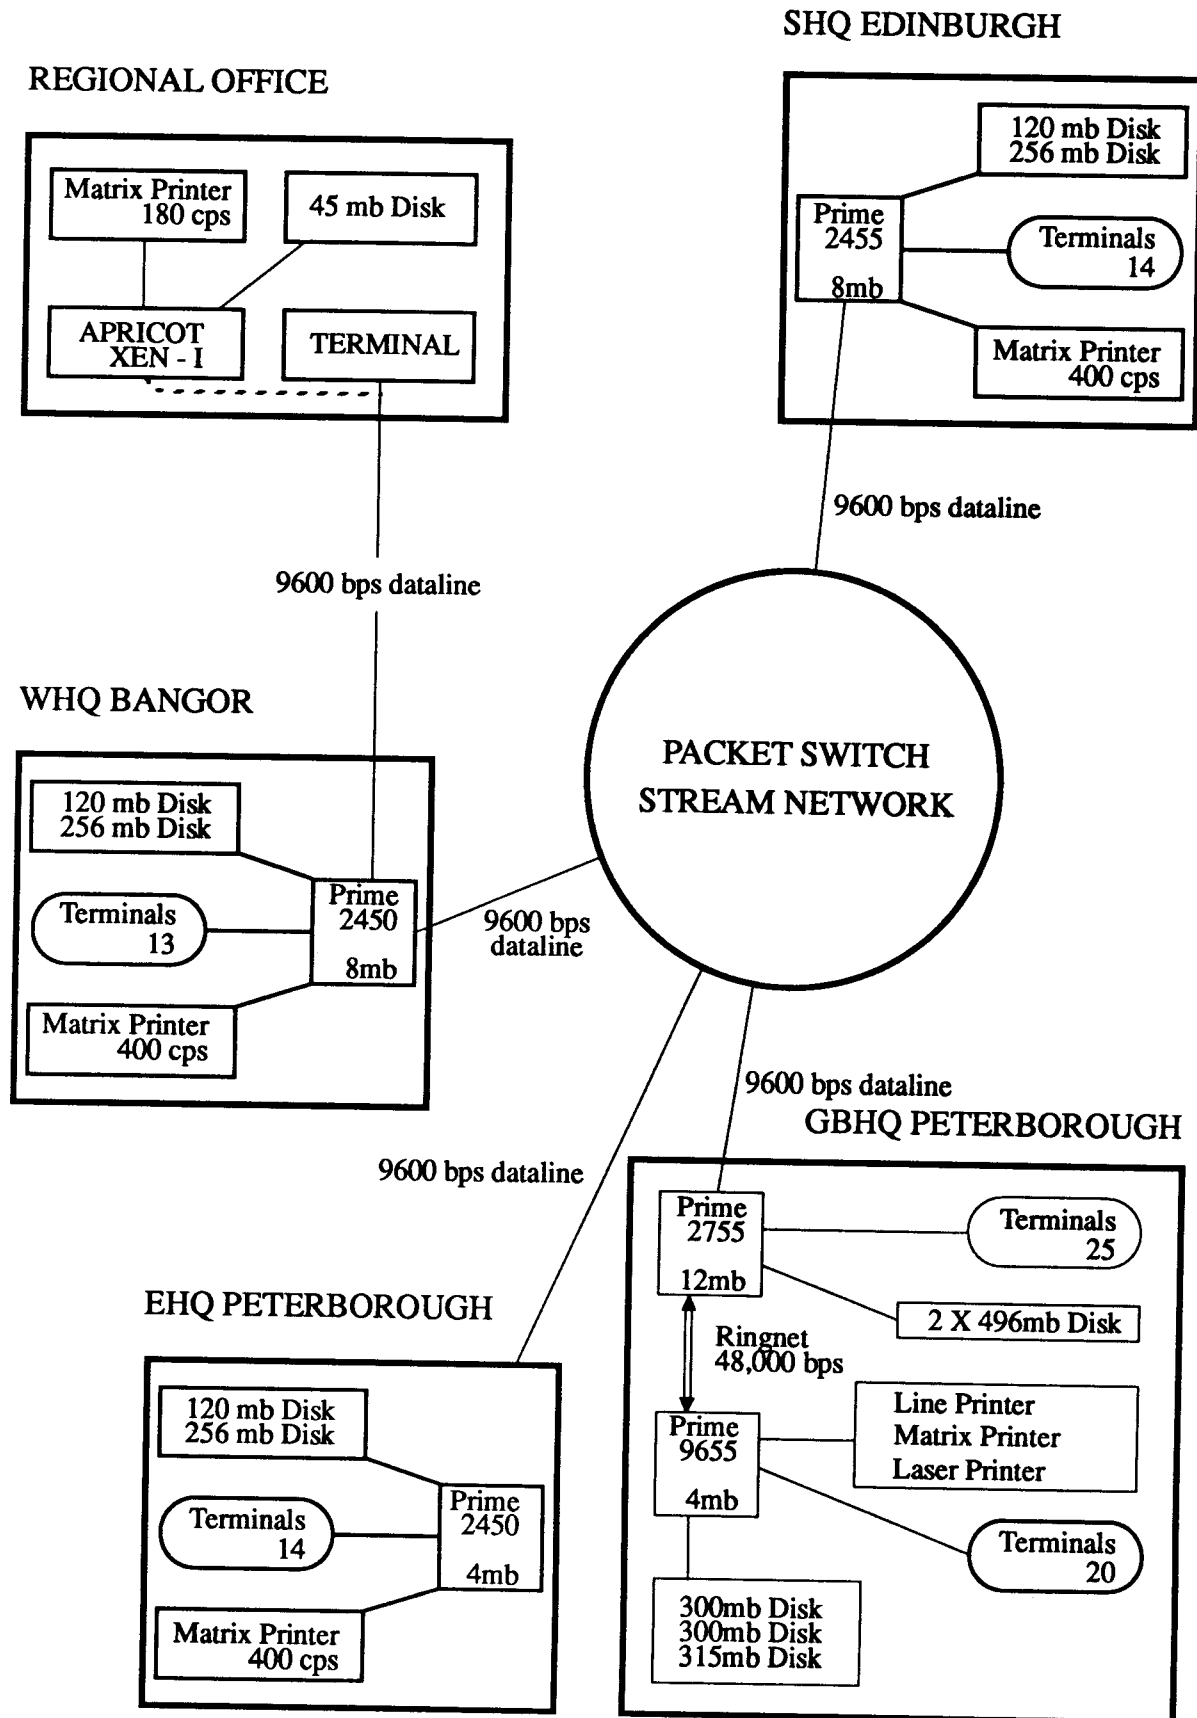 SHQ EDINBURGH
REGIONAL OFFICE
120 mb Disk
256 mb Disk
Matrix Printer
180 cps
45 mb Disk
Prime
2455
8mb
Terminals
14
APRICOT
XEN - I
TERMINAL
Matrix Printer
400 cps
9600 bps dataline
9600 bps dataline
WHQ BANGOR
PACKET SWITCH
STREAM NETWORK
120 mb Disk
256 mb Disk
Prime
2450
8mb
Terminals
13
9600 bps
dataline
Matrix Printer
400 cps
9600 bps dataline
GBHQ PETERBOROUGH
9600 bps dataline
Prime
2755
12mb
Terminals
25
EHQ PETERBOROUGH
2 X 496mb Disk
Ringnet
48,000 bps
120 mb Disk
256 mb Disk
Prime
9655
4mb
Line Printer
Matrix Printer
Laser Printer
Prime
2450
4mb
Terminals
14
Terminals
20
Matrix Printer
400 cps
300mb Disk
300mb Disk
315mb Disk